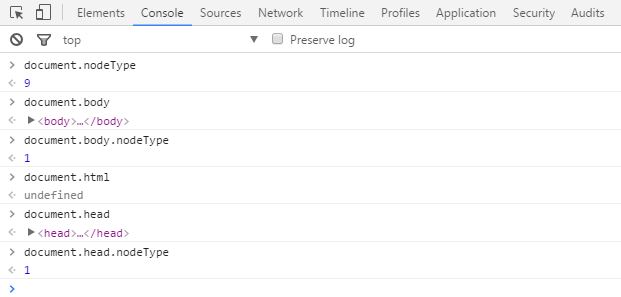 Elements Console Sources Network Timeline Profiles Application Security Audits
top Preserve log
document.nodeType
9
document.body
<body>…</body>
document.body.nodeType
1
document.html
undefined
document.head
<head>…</head>
document.head.nodeType
1